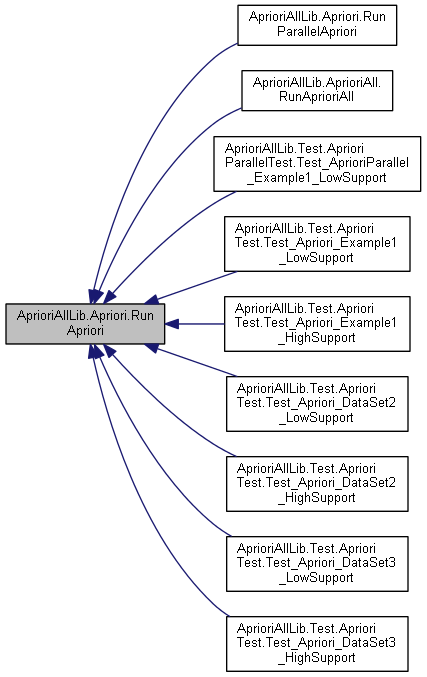 AprioriAllLib.Apriori.Run
ParallelApriori
AprioriAllLib.AprioriAll.
RunAprioriAll
AprioriAllLib.Test.Apriori
ParallelTest.Test_AprioriParallel
_Example1_LowSupport
AprioriAllLib.Test.Apriori
Test.Test_Apriori_Example1
_LowSupport
AprioriAllLib.Apriori.Run
Apriori
AprioriAllLib.Test.Apriori
Test.Test_Apriori_Example1
_HighSupport
AprioriAllLib.Test.Apriori
Test.Test_Apriori_DataSet2
_LowSupport
AprioriAllLib.Test.Apriori
Test.Test_Apriori_DataSet2
_HighSupport
AprioriAllLib.Test.Apriori
Test.Test_Apriori_DataSet3
_LowSupport
AprioriAllLib.Test.Apriori
Test.Test_Apriori_DataSet3
_HighSupport